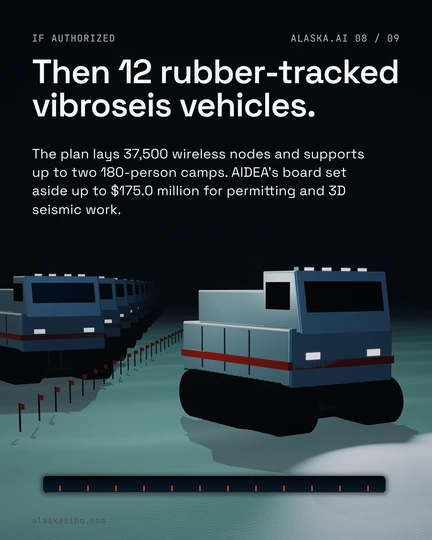 IF AUTHORIZED
ALASKA.AI 08 / 09
Then 12 rubber-tracked
vibroseis vehicles.
The plan lays 37,500 wireless nodes and supports
up to two 180-person camps. AIDEA's board set
aside up to $175.0 million for permitting and 3D
seismic work.
alaskaaihq.com